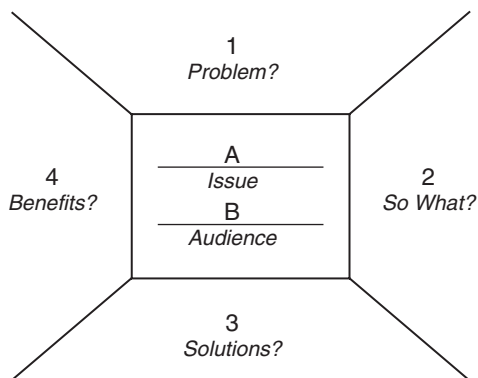 1
Problem?
A
Issue
B
Audience
4
Benefits?
2
So What?
3
Solutions?